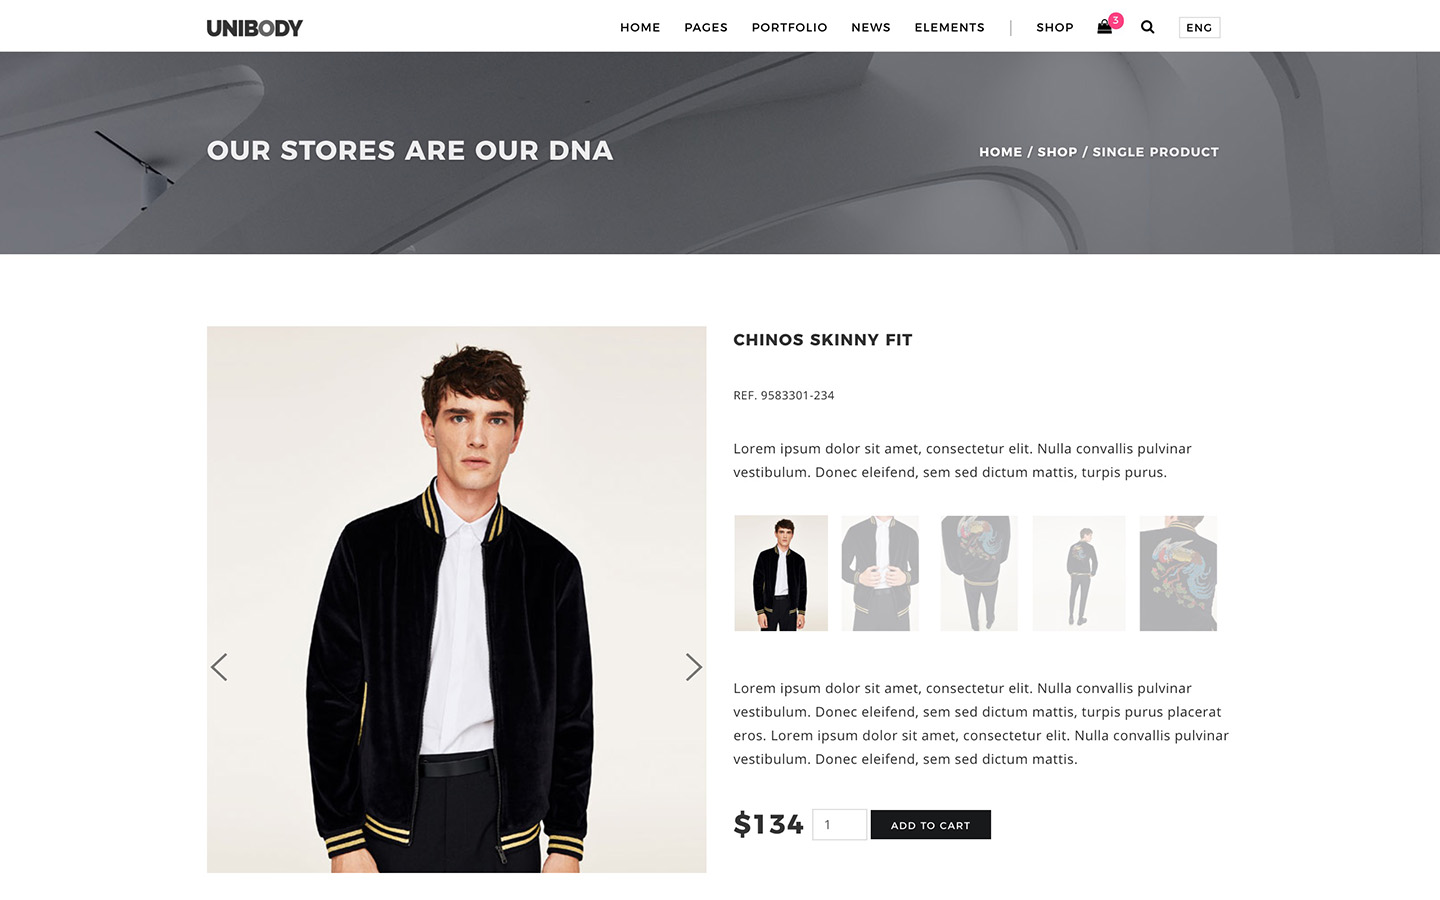 UNIBODY
HOME PAGES PORTFOLIO NEWS ELEMENTS | SHOP 3 ENG
OUR STORES ARE OUR DNA
HOME / SHOP / SINGLE PRODUCT
CHINOS SKINNY FIT
REF. 9583301-234
Lorem ipsum dolor sit amet, consectetur elit. Nulla convallis pulvinar
vestibulum. Donec eleifend, sem sed dictum mattis, turpis purus.
Lorem ipsum dolor sit amet, consectetur elit. Nulla convallis pulvinar
vestibulum. Donec eleifend, sem sed dictum mattis, turpis purus placerat
eros. Lorem ipsum dolor sit amet, consectetur elit. Nulla convallis pulvinar
vestibulum. Donec eleifend, sem sed dictum mattis.
$134 1 ADD TO CART